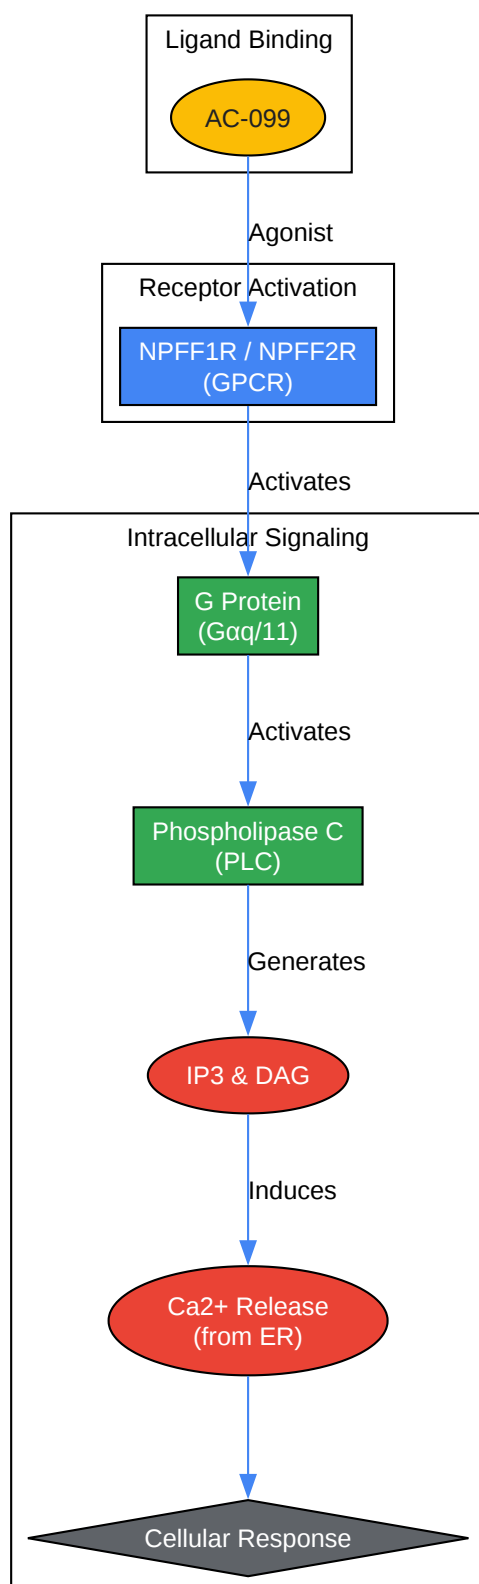 Ligand Binding
AC-099
Agonist
Receptor Activation
NPFF1R / NPFF2R
(GPCR)
Activates
Intracellular Signaling
G Protein
(Gαq/11)
Activates
Phospholipase C
(PLC)
Generates
IP3 & DAG
Induces
Ca2+ Release
(from ER)
Cellular Response